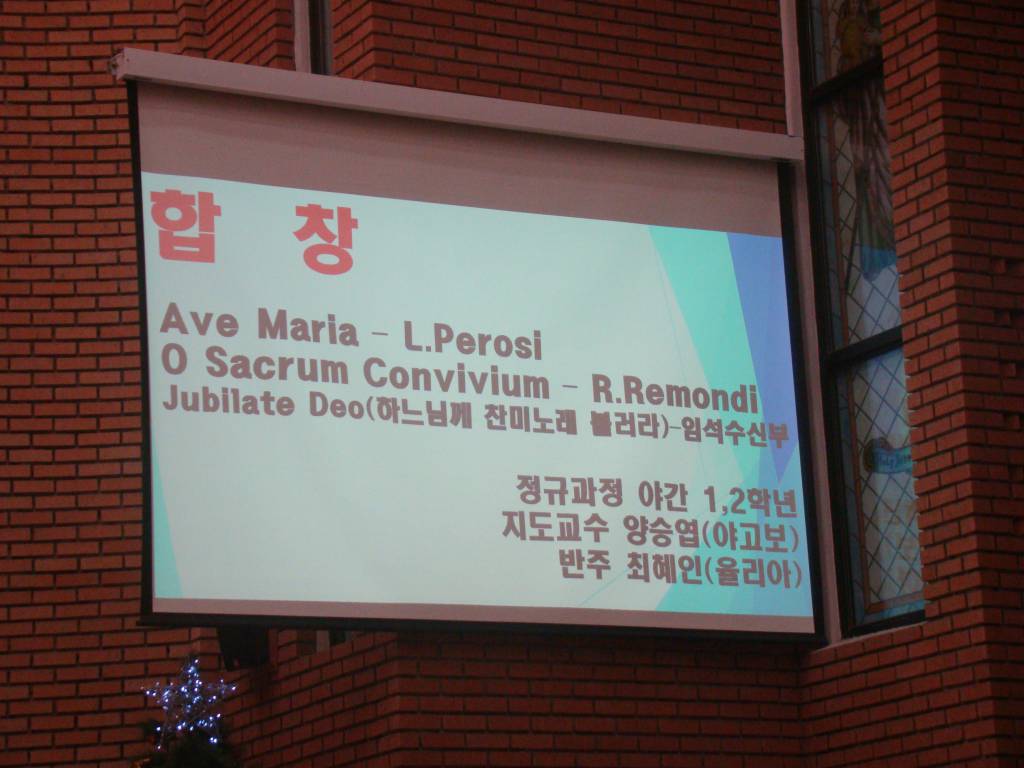 합 창
Ave Maria – L.Perosi
O Sacrum Convivium – R.Remondi
Jubilate Deo(하느님께 찬미노래 불러라)-임석수신부
정규과정 야간 1,2학년
지도교수 양승엽(야고보)
반주 최혜인(율리아)